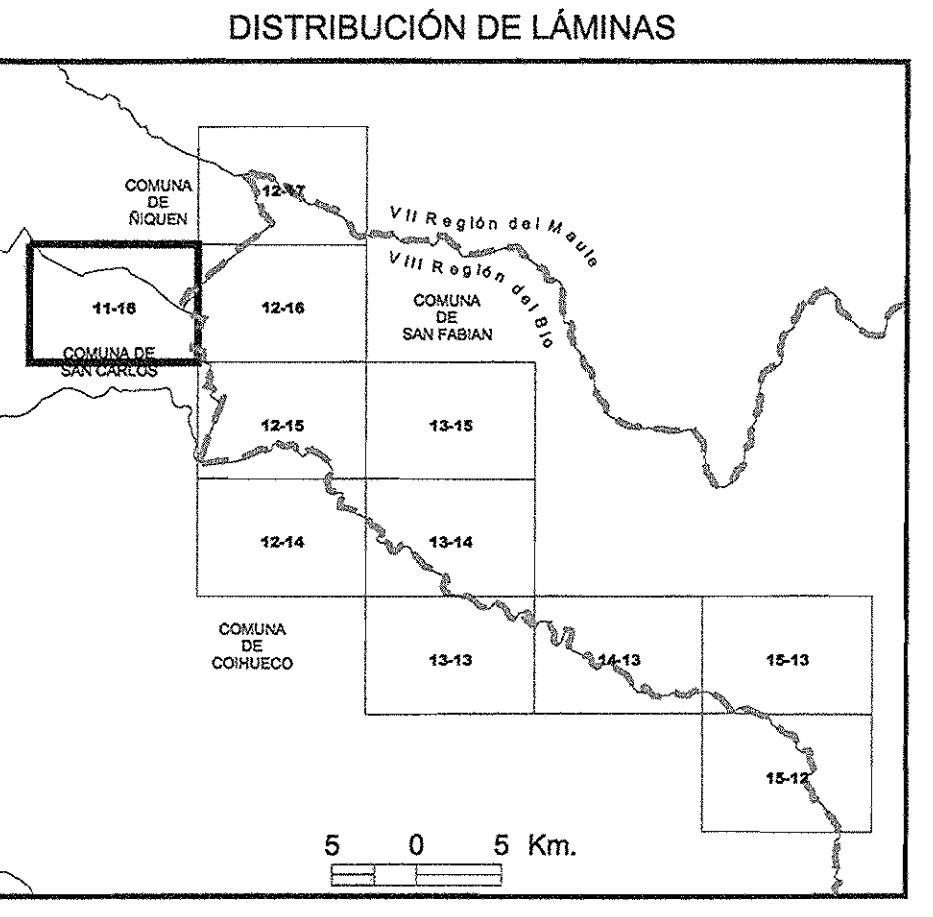 DISTRIBUCIÓN DE LÁMINAS
COMUNA
DE
ÑIQUEN
12-17
VII Región del Maule
VIII Región del Bío
11-16
12-16
COMUNA
DE
SAN FABIAN
COMUNA DE
SAN CARLOS
12-15
13-15
12-14
13-14
COMUNA
DE
COIHUECO
13-13
14-13
15-13
15-12
5 0 5 Km.